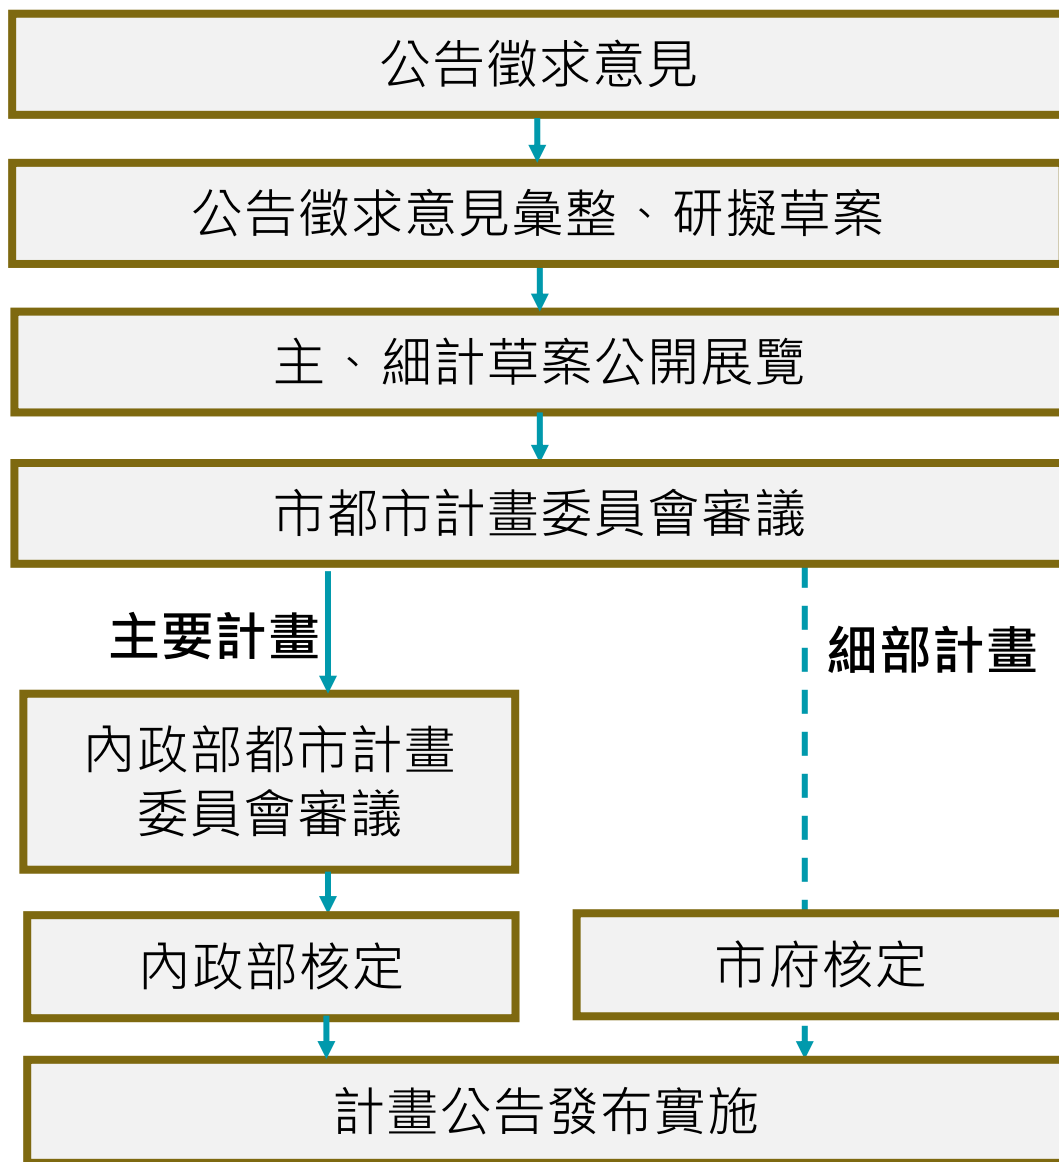 公告徵求意見
公告徵求意見彙整、研擬草案
主、細計草案公開展覽
市都市計畫委員會審議
主要計畫
細部計畫
內政部都市計畫
委員會審議
內政部核定
市府核定
計畫公告發布實施